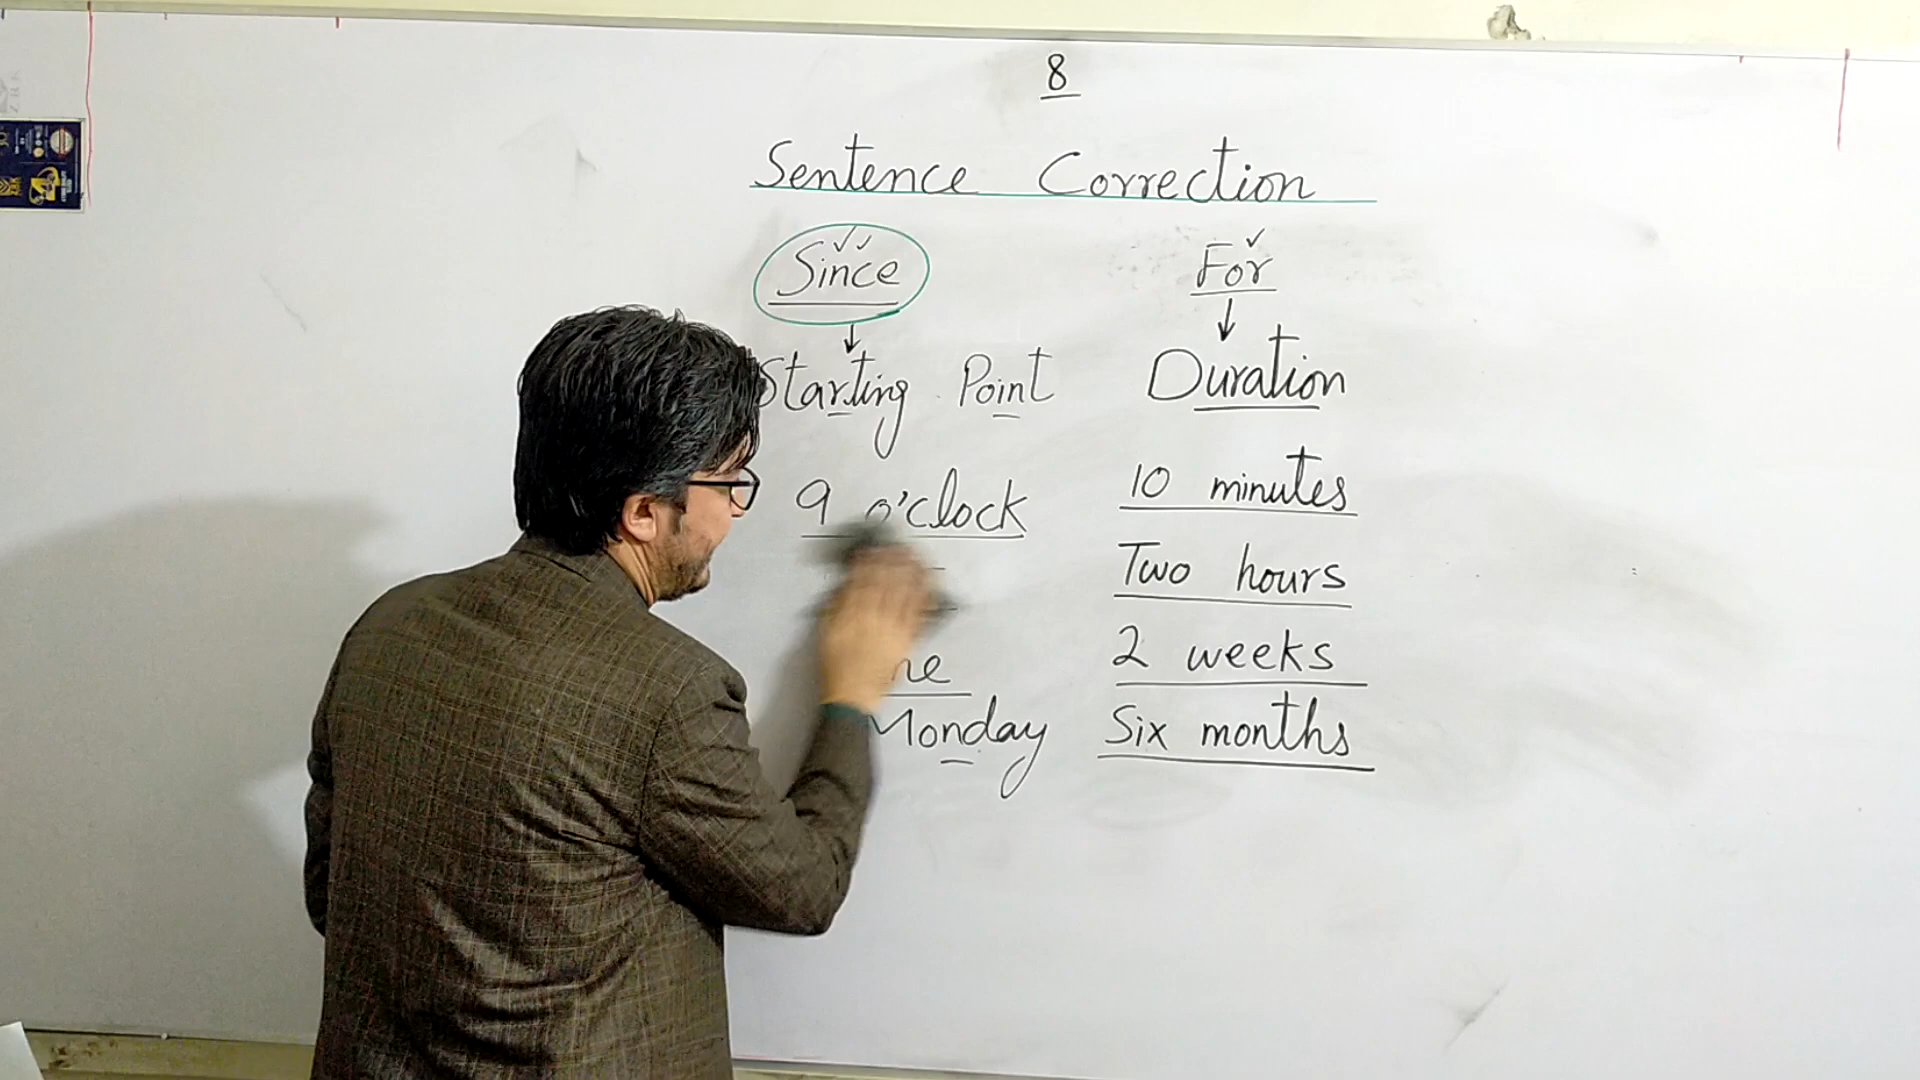 8
Sentence Correction
Since For
Starting Point Duration
9 o'clock 10 minutes
Two hours
2 weeks
Monday Six months